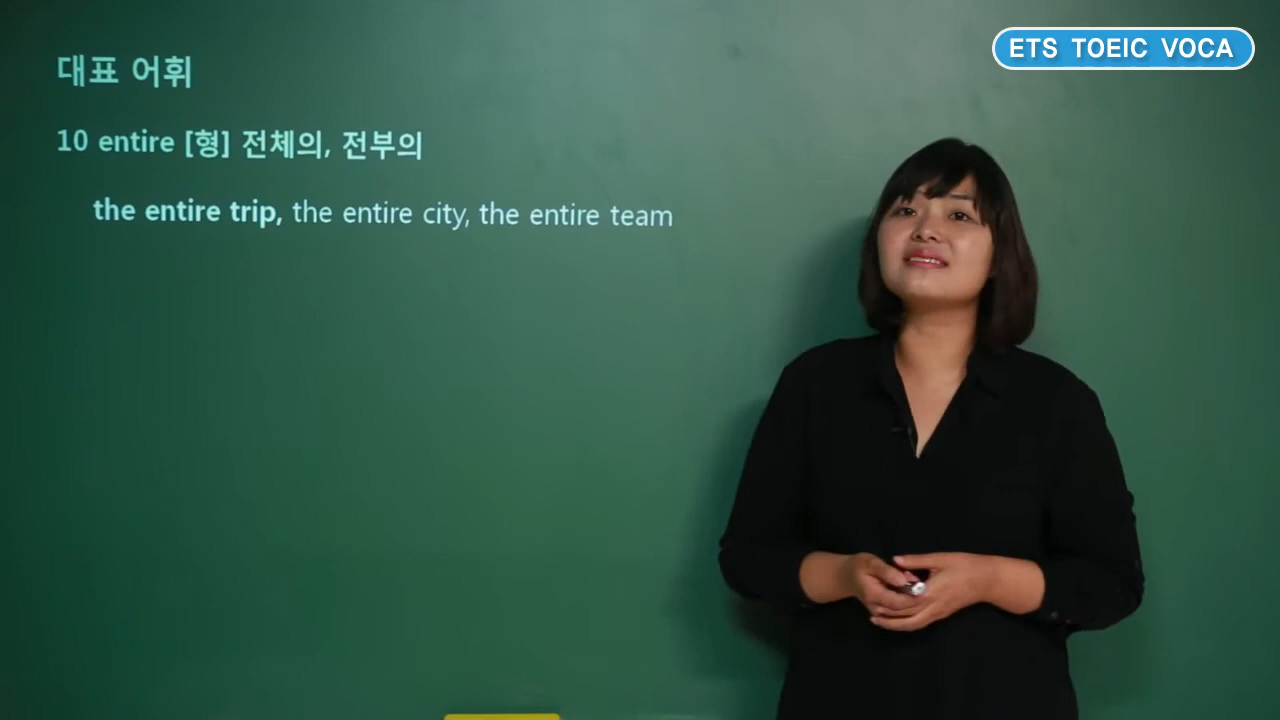 ETS TOEIC VOCA
대표 어휘
10 entire [형] 전체의, 전부의
the entire trip, the entire city, the entire team